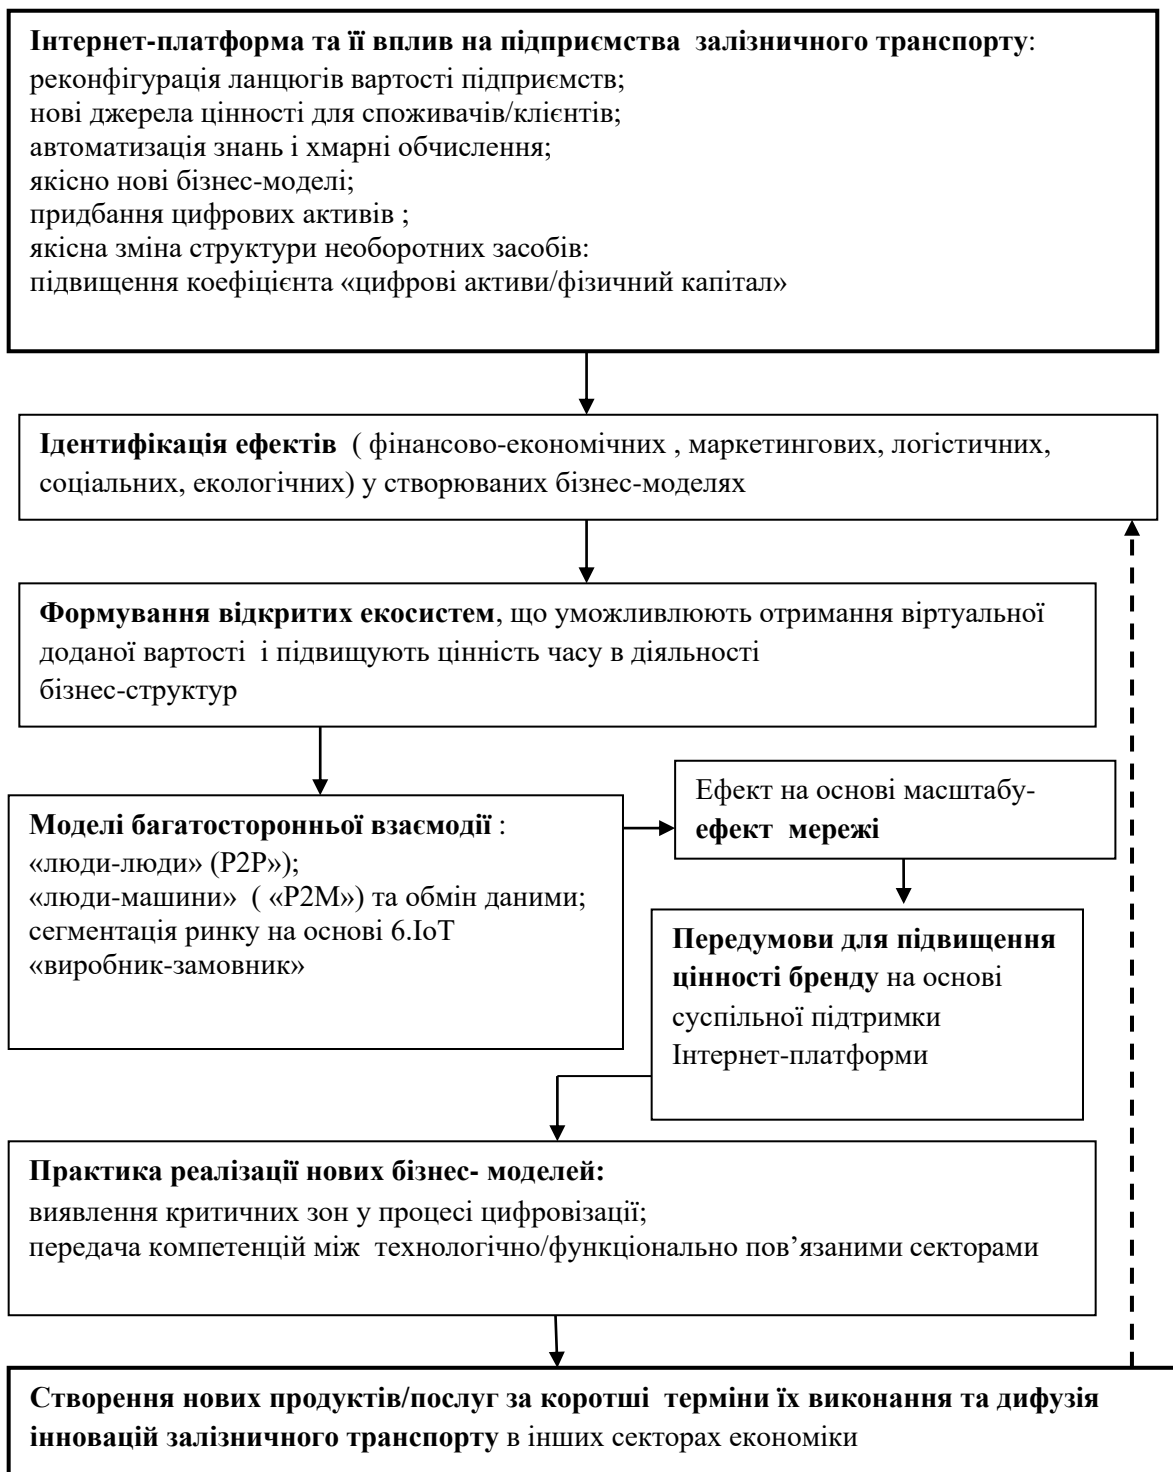 Інтернет-платформа та її вплив на підприємства залізничного транспорту:
реконфігурація ланцюгів вартості підприємств;
нові джерела цінності для споживачів/клієнтів;
автоматизація знань і хмарні обчислення;
якісно нові бізнес-моделі;
придбання цифрових активів ;
якісна зміна структури необоротних засобів:
підвищення коефіцієнта «цифрові активи/фізичний капітал»
Ідентифікація ефектів ( фінансово-економічних , маркетингових, логістичних,
соціальних, екологічних) у створюваних бізнес-моделях
Формування відкритих екосистем, що уможливлюють отримання віртуальної
доданої вартості і підвищують цінність часу в діяльності
бізнес-структур
Моделі багатосторонньої взаємодії :
«люди-люди» (P2P»);
«люди-машини» ( «P2M») та обмін даними;
сегментація ринку на основі 6.IoT
«виробник-замовник»
Ефект на основі масштабу-
ефект мережі
Передумови для підвищення
цінності бренду на основі
суспільної підтримки
Інтернет-платформи
Практика реалізації нових бізнес- моделей:
виявлення критичних зон у процесі цифровізації;
передача компетенцій між технологічно/функціонально пов’язаними секторами
Створення нових продуктів/послуг за коротші терміни їх виконання та дифузія
інновацій залізничного транспорту в інших секторах економіки